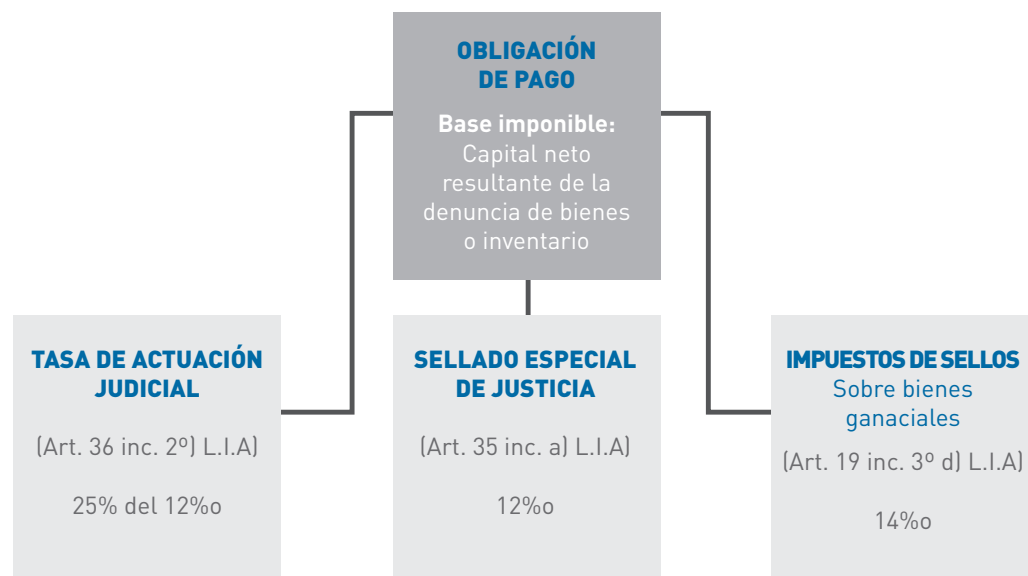 OBLIGACIÓN
DE PAGO
Base imponible:
Capital neto
resultante de la
denuncia de bienes
o inventario
TASA DE ACTUACIÓN
JUDICIAL
(Art. 36 inc. 2º) L.I.A)
25% del 12%o
SELLADO ESPECIAL
DE JUSTICIA
(Art. 35 inc. a) L.I.A)
12%o
IMPUESTOS DE SELLOS
Sobre bienes
ganaciales
(Art. 19 inc. 3º d) L.I.A)
14%o